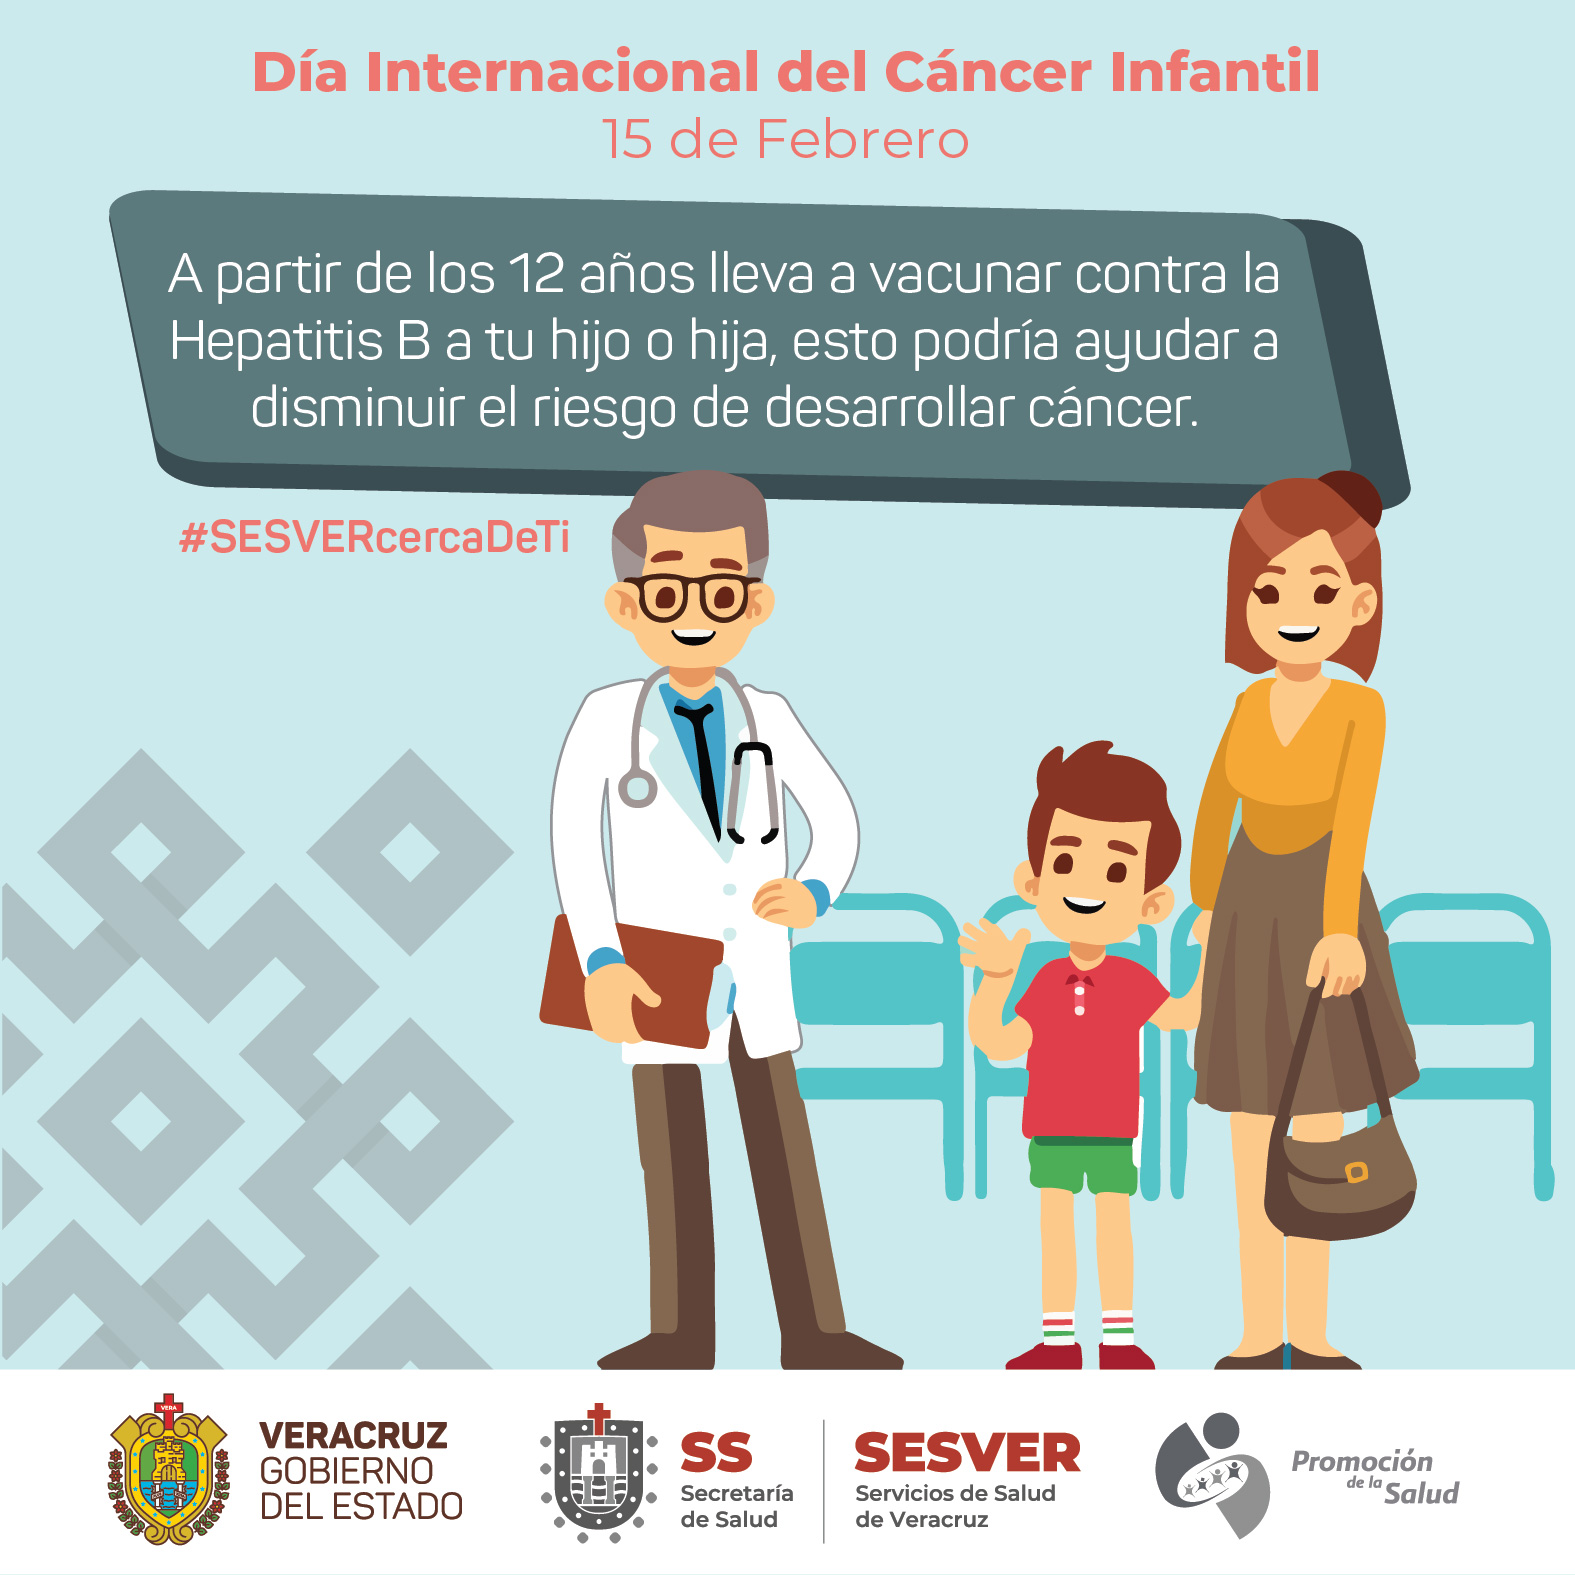 Día Internacional del Cáncer Infantil
15 de Febrero
A partir de los 12 años lleva a vacunar contra la
Hepatitis B a tu hijo o hija, esto podría ayudar a
disminuir el riesgo de desarrollar cáncer.
#SESVERcercaDeTi
VERA
VERACRUZ
GOBIERNO
DEL ESTADO
SS
Secretaría
de Salud
SESVER
Servicios de Salud
de Veracruz
Promoción
de la
Salud